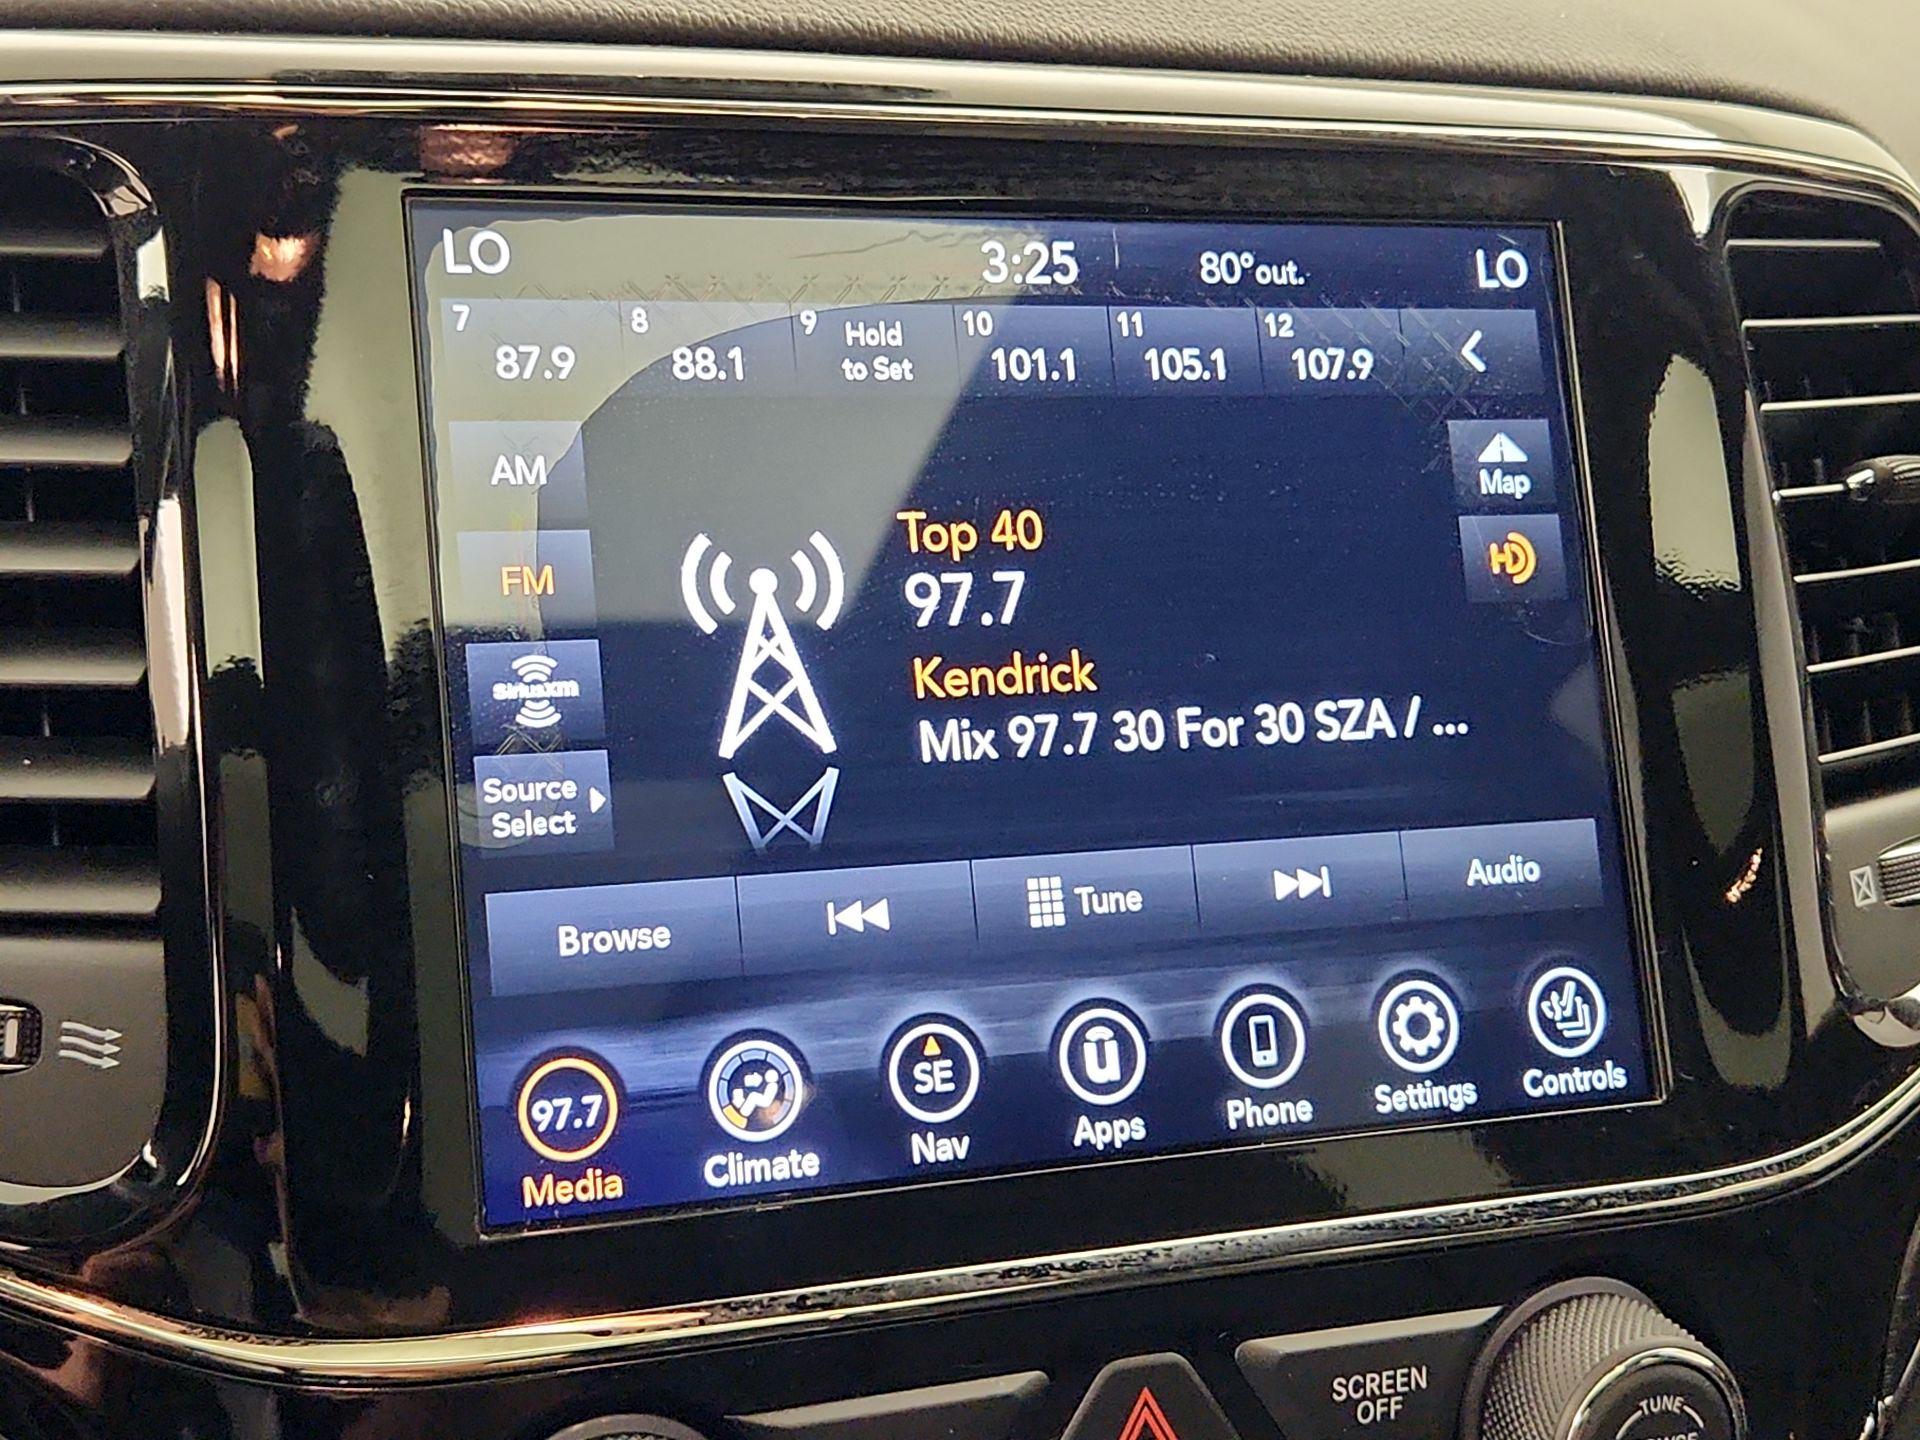 LO 3:25 80° out. LO
7 87.9 8 88.1 9 Hold to Set 10 101.1 11 105.1 12 107.9
AM
Map
Top 40
FM
97.7
HD
Kendrick
siriusxm
Mix 97.7 30 For 30 SZA / ...
Source
Select
Browse Tune Audio
97.7 SE ü
Media Climate Nav Apps Phone Settings Controls
SCREEN
OFF
TUNE